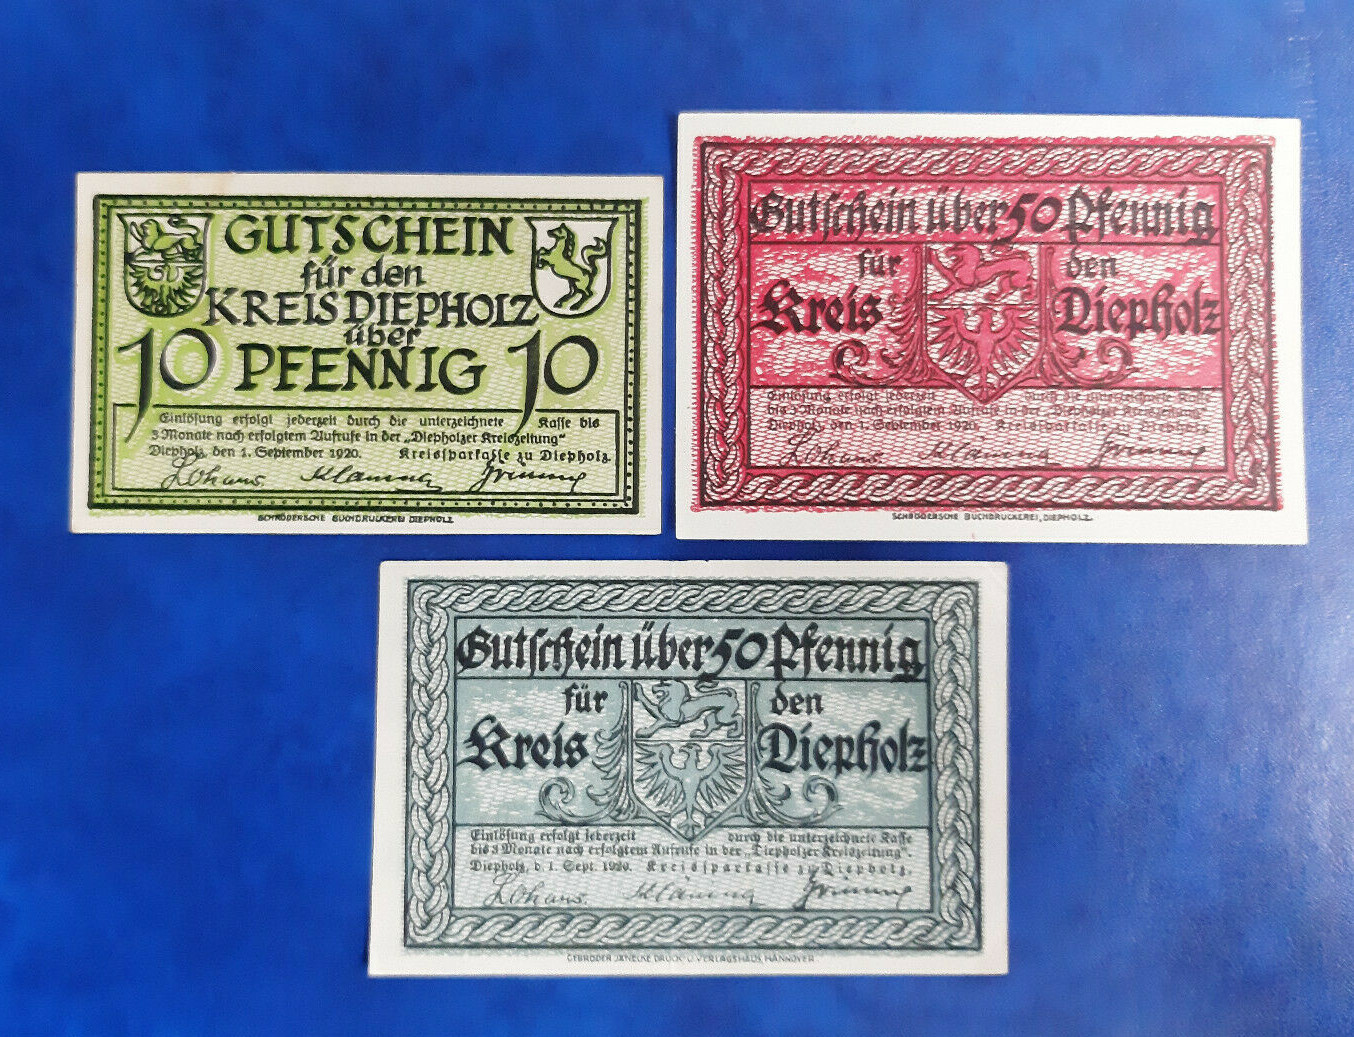 GUTSCHEIN
für den
KREIS DIEPHOLZ
über
10 PFENNIG 10
Einlösung erfolgt jederzeit durch die unterzeichnete Kasse bis
3 Monate nach erfolgtem Aufrufe in der „Diepholzer Kreiszeitung“
Diepholz, den 1. September 1920. Kreissparkasse zu Diepholz.
SCHRÖDERSCHE BUCHDRUCKEREI DIEPHOLZ
Gutschein über 50 Pfennig
für den
Kreis Diepholz
Einlösung erfolgt jederzeit durch die unterzeichnete Kasse
bis 3 Monate nach erfolgtem Aufrufe in der „Diepholzer Kreiszeitung“.
Diepholz, den 1. September 1920. Kreissparkasse zu Diepholz.
SCHRÖDERSCHE BUCHDRUCKEREI, DIEPHOLZ.
Gutschein über 50 Pfennig
für den
Kreis Diepholz
Einlösung erfolgt jederzeit durch die unterzeichnete Kasse
bis 3 Monate nach erfolgtem Aufrufe in der „Diepholzer Kreiszeitung“.
Diepholz, d. 1. Sept. 1920. Kreissparkasse zu Diepholz.
GEBRÜDER JÄNECKE DRUCK- U. VERLAGSHAUS, HANNOVER